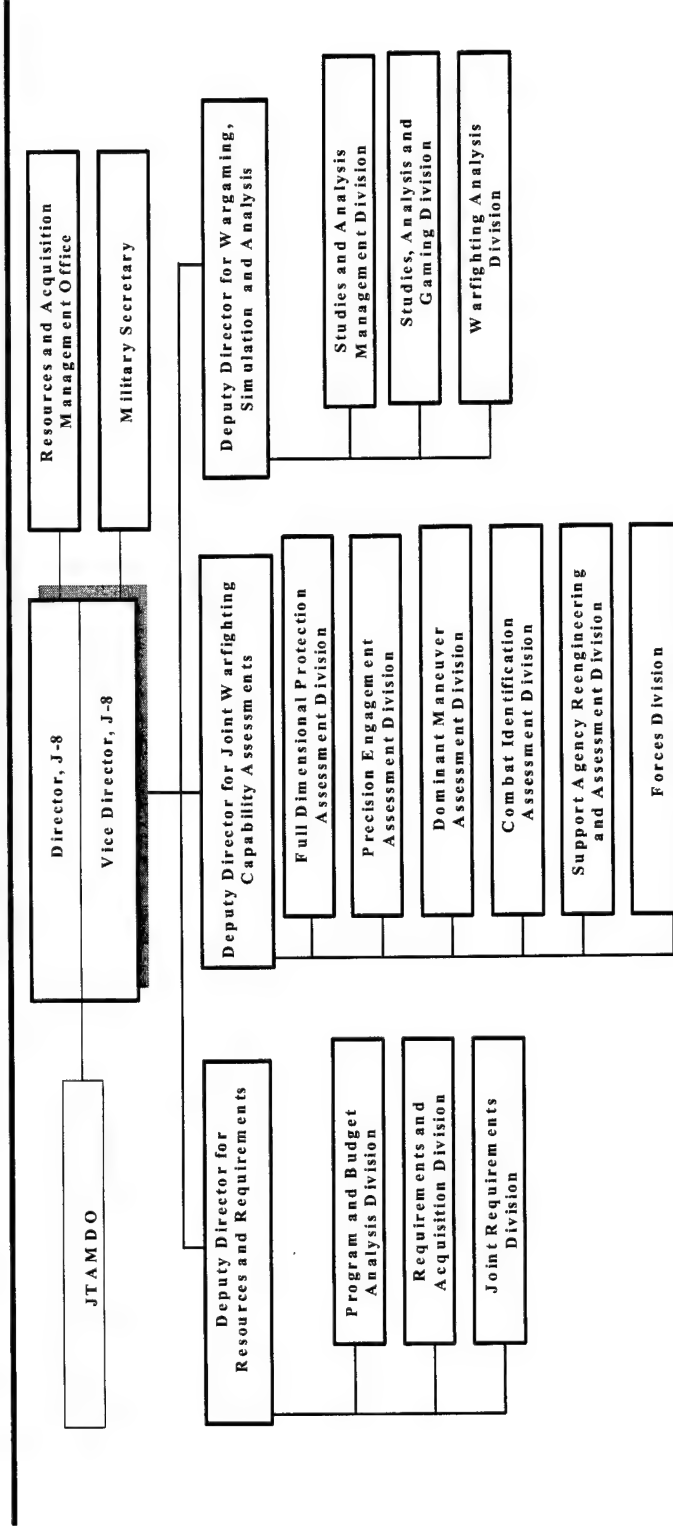 JTAMDO
Director, J-8
Vice Director, J-8
Resources and Acquisition
Management Office
Military Secretary
Deputy Director for
Resources and Requirements
Program and Budget
Analysis Division
Requirements and
Acquisition Division
Joint Requirements
Division
Deputy Director for Joint Warfighting
Capability Assessments
Full Dimensional Protection
Assessment Division
Precision Engagement
Assessment Division
Dominant Maneuver
Assessment Division
Combat Identification
Assessment Division
Support Agency Reengineering
and Assessment Division
Forces Division
Deputy Director for Wargaming,
Simulation and Analysis
Studies and Analysis
Management Division
Studies, Analysis and
Gaming Division
Warfighting Analysis
Division